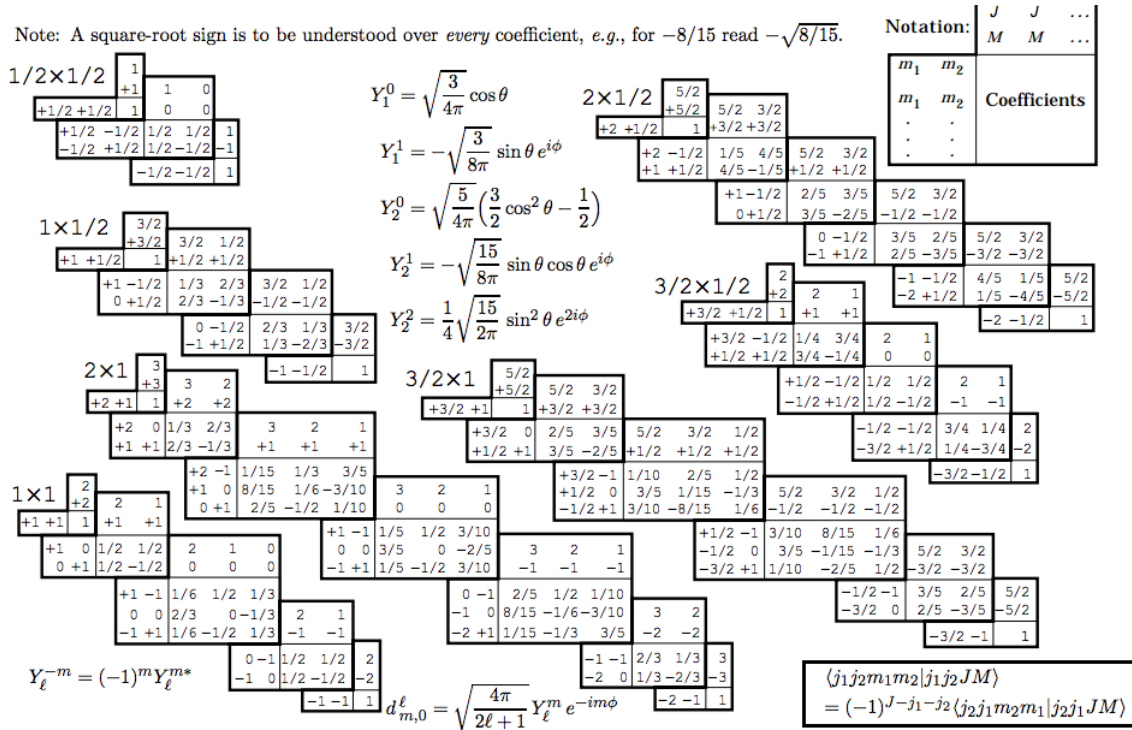 Note: A square-root sign is to be understood over every coefficient, e.g., for −8/15 read −√8/15.
Notation:
J J ...
M M ...
m₁ m₂
m₁ m₂ Coefficients
. .
. .
. .
1/2×1/2
1
+1 1 0
+1/2 +1/2 1 0 0
+1/2 −1/2 1/2 1/2 1
−1/2 +1/2 1/2 −1/2 −1
−1/2 −1/2 1
Y₁⁰ = √(3/4π) cos θ
Y₁¹ = −√(3/8π) sin θ e^{iϕ}
Y₂⁰ = √(5/4π) (3/2 cos² θ − 1/2)
Y₂¹ = −√(15/8π) sin θ cos θ e^{iϕ}
Y₂² = 1/4 √(15/2π) sin² θ e^{2iϕ}
2×1/2
5/2
+5/2 5/2 3/2
+2 +1/2 1 +3/2 +3/2
+2 −1/2 1/5 4/5 5/2 3/2
+1 +1/2 4/5 −1/5 +1/2 +1/2
+1 −1/2 2/5 3/5 5/2 3/2
0 +1/2 3/5 −2/5 −1/2 −1/2
0 −1/2 3/5 2/5 5/2 3/2
−1 +1/2 2/5 −3/5 −3/2 −3/2
−1 −1/2 4/5 1/5 5/2
−2 +1/2 1/5 −4/5 −5/2
−2 −1/2 1
1×1/2
3/2
+3/2 3/2 1/2
+1 +1/2 1 +1/2 +1/2
+1 −1/2 1/3 2/3 3/2 1/2
0 +1/2 2/3 −1/3 −1/2 −1/2
0 −1/2 2/3 1/3 3/2
−1 +1/2 1/3 −2/3 −3/2
−1 −1/2 1
3/2×1/2
2
+2 2 1
+3/2 +1/2 1 +1 +1
+3/2 −1/2 1/4 3/4 2 1
+1/2 +1/2 3/4 −1/4 0 0
+1/2 −1/2 1/2 1/2 2 1
−1/2 +1/2 1/2 −1/2 −1 −1
−1/2 −1/2 3/4 1/4 2
−3/2 +1/2 1/4 −3/4 −2
−3/2 −1/2 1
2×1
3
+3 3 2
+2 +1 1 +2 +2
+2 0 1/3 2/3 3 2 1
+1 +1 2/3 −1/3 +1 +1 +1
+2 −1 1/15 1/3 3/5
+1 0 8/15 1/6 −3/10 3 2 1
0 +1 2/5 −1/2 1/10 0 0 0
+1 −1 1/5 1/2 3/10
0 0 3/5 0 −2/5 3 2 1
−1 +1 1/5 −1/2 3/10 −1 −1 −1
0 −1 2/5 1/2 1/10
−1 0 8/15 −1/6 −3/10 3 2
−2 +1 1/15 −1/3 3/5 −2 −2
−1 −1 2/3 1/3 3
−2 0 1/3 −2/3 −3
−2 −1 1
3/2×1
5/2
+5/2 5/2 3/2
+3/2 +1 1 +3/2 +3/2
+3/2 0 2/5 3/5 5/2 3/2 1/2
+1/2 +1 3/5 −2/5 +1/2 +1/2 +1/2
+3/2 −1 1/10 2/5 1/2
+1/2 0 3/5 1/15 −1/3 5/2 3/2 1/2
−1/2 +1 3/10 −8/15 1/6 −1/2 −1/2 −1/2
+1/2 −1 3/10 8/15 1/6
−1/2 0 3/5 −1/15 −1/3 5/2 3/2
−3/2 +1 1/10 −2/5 1/2 −3/2 −3/2
−1/2 −1 3/5 2/5 5/2
−3/2 0 2/5 −3/5 −5/2
−3/2 −1 1
1×1
2
+2 2 1
+1 +1 1 +1 +1
+1 0 1/2 1/2 2 1 0
0 +1 1/2 −1/2 0 0 0
+1 −1 1/6 1/2 1/3
0 0 2/3 0 −1/3 2 1
−1 +1 1/6 −1/2 1/3 −1 −1
0 −1 1/2 1/2 2
−1 0 1/2 −1/2 −2
−1 −1 1
Y_ℓ^{−m} = (−1)^m Y_ℓ^{m*}
d^ℓ_{m,0} = √(4π/(2ℓ + 1)) Y_ℓ^m e^{−imϕ}
⟨j₁j₂m₁m₂|j₁j₂JM⟩
= (−1)^{J−j₁−j₂}⟨j₂j₁m₂m₁|j₂j₁JM⟩